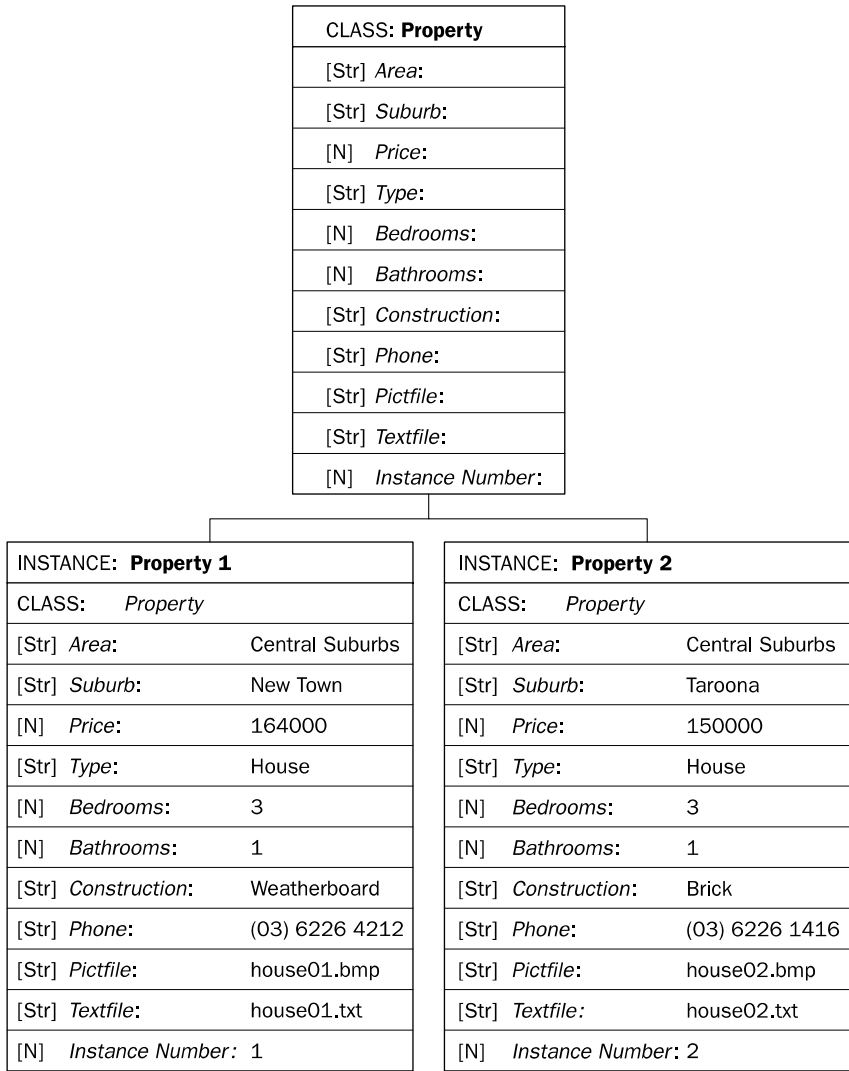 CLASS: Property
[Str] Area:
[Str] Suburb:
[N] Price:
[Str] Type:
[N] Bedrooms:
[N] Bathrooms:
[Str] Construction:
[Str] Phone:
[Str] Pictfile:
[Str] Textfile:
[N] Instance Number:
INSTANCE: Property 1
CLASS: Property
[Str] Area: Central Suburbs
[Str] Suburb: New Town
[N] Price: 164000
[Str] Type: House
[N] Bedrooms: 3
[N] Bathrooms: 1
[Str] Construction: Weatherboard
[Str] Phone: (03) 6226 4212
[Str] Pictfile: house01.bmp
[Str] Textfile: house01.txt
[N] Instance Number: 1
INSTANCE: Property 2
CLASS: Property
[Str] Area: Central Suburbs
[Str] Suburb: Taroona
[N] Price: 150000
[Str] Type: House
[N] Bedrooms: 3
[N] Bathrooms: 1
[Str] Construction: Brick
[Str] Phone: (03) 6226 1416
[Str] Pictfile: house02.bmp
[Str] Textfile: house02.txt
[N] Instance Number: 2